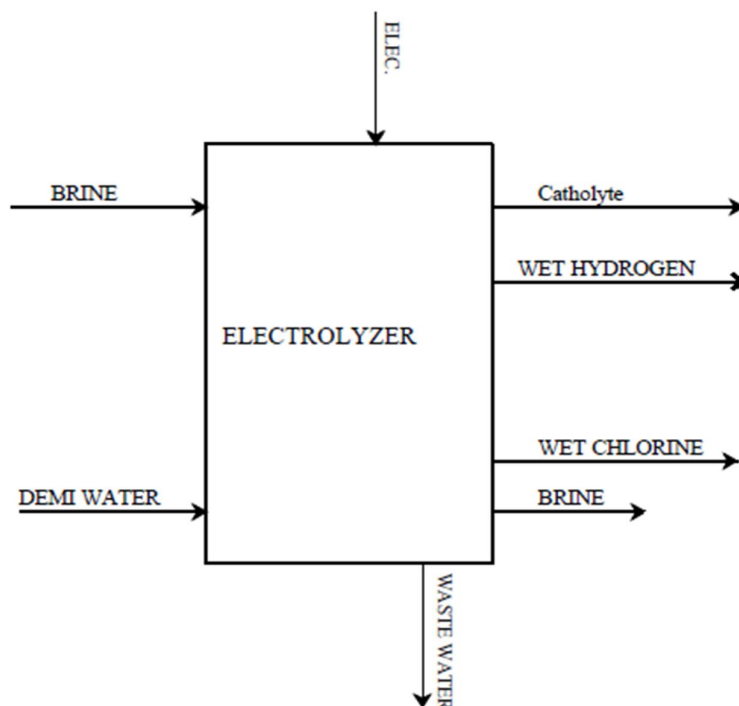 ELEC.
BRINE
Catholyte
WET HYDROGEN
ELECTROLYZER
WET CHLORINE
DEMI WATER
BRINE
WASTE WATER